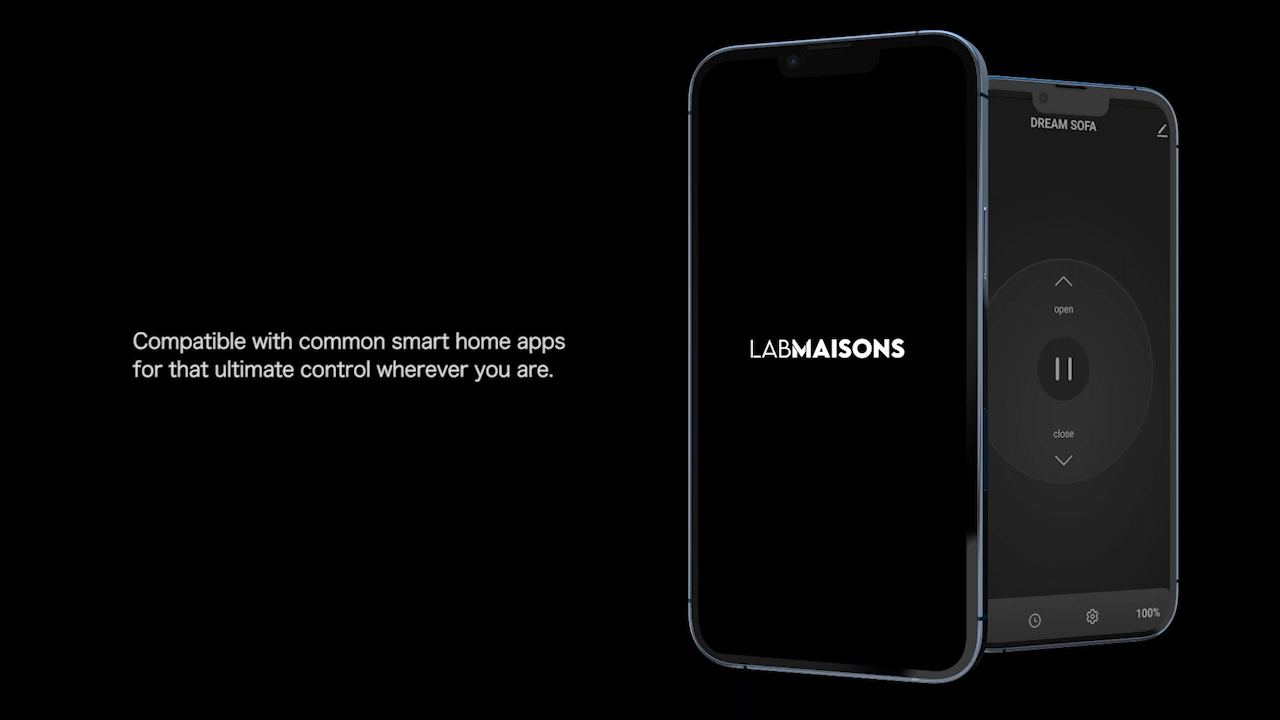 Compatible with common smart home apps
for that ultimate control wherever you are.
LABMAISONS
DREAM SOFA
open
close
100%